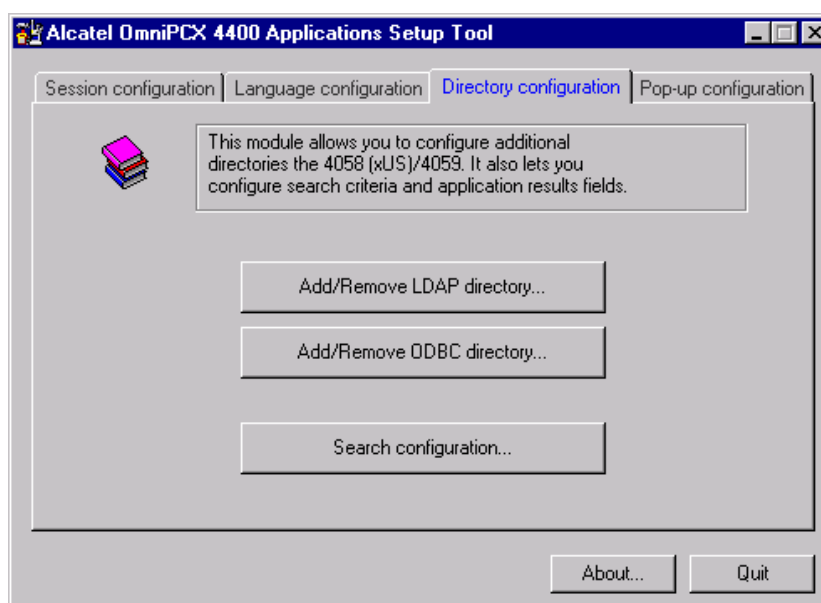 Alcatel OmniPCX 4400 Applications Setup Tool
Session configuration
Language configuration
Directory configuration
Pop-up configuration
This module allows you to configure additional
directories the 4058 (xUS)/4059. It also lets you
configure search criteria and application results fields.
Add/Remove LDAP directory...
Add/Remove ODBC directory...
Search configuration...
About...
Quit